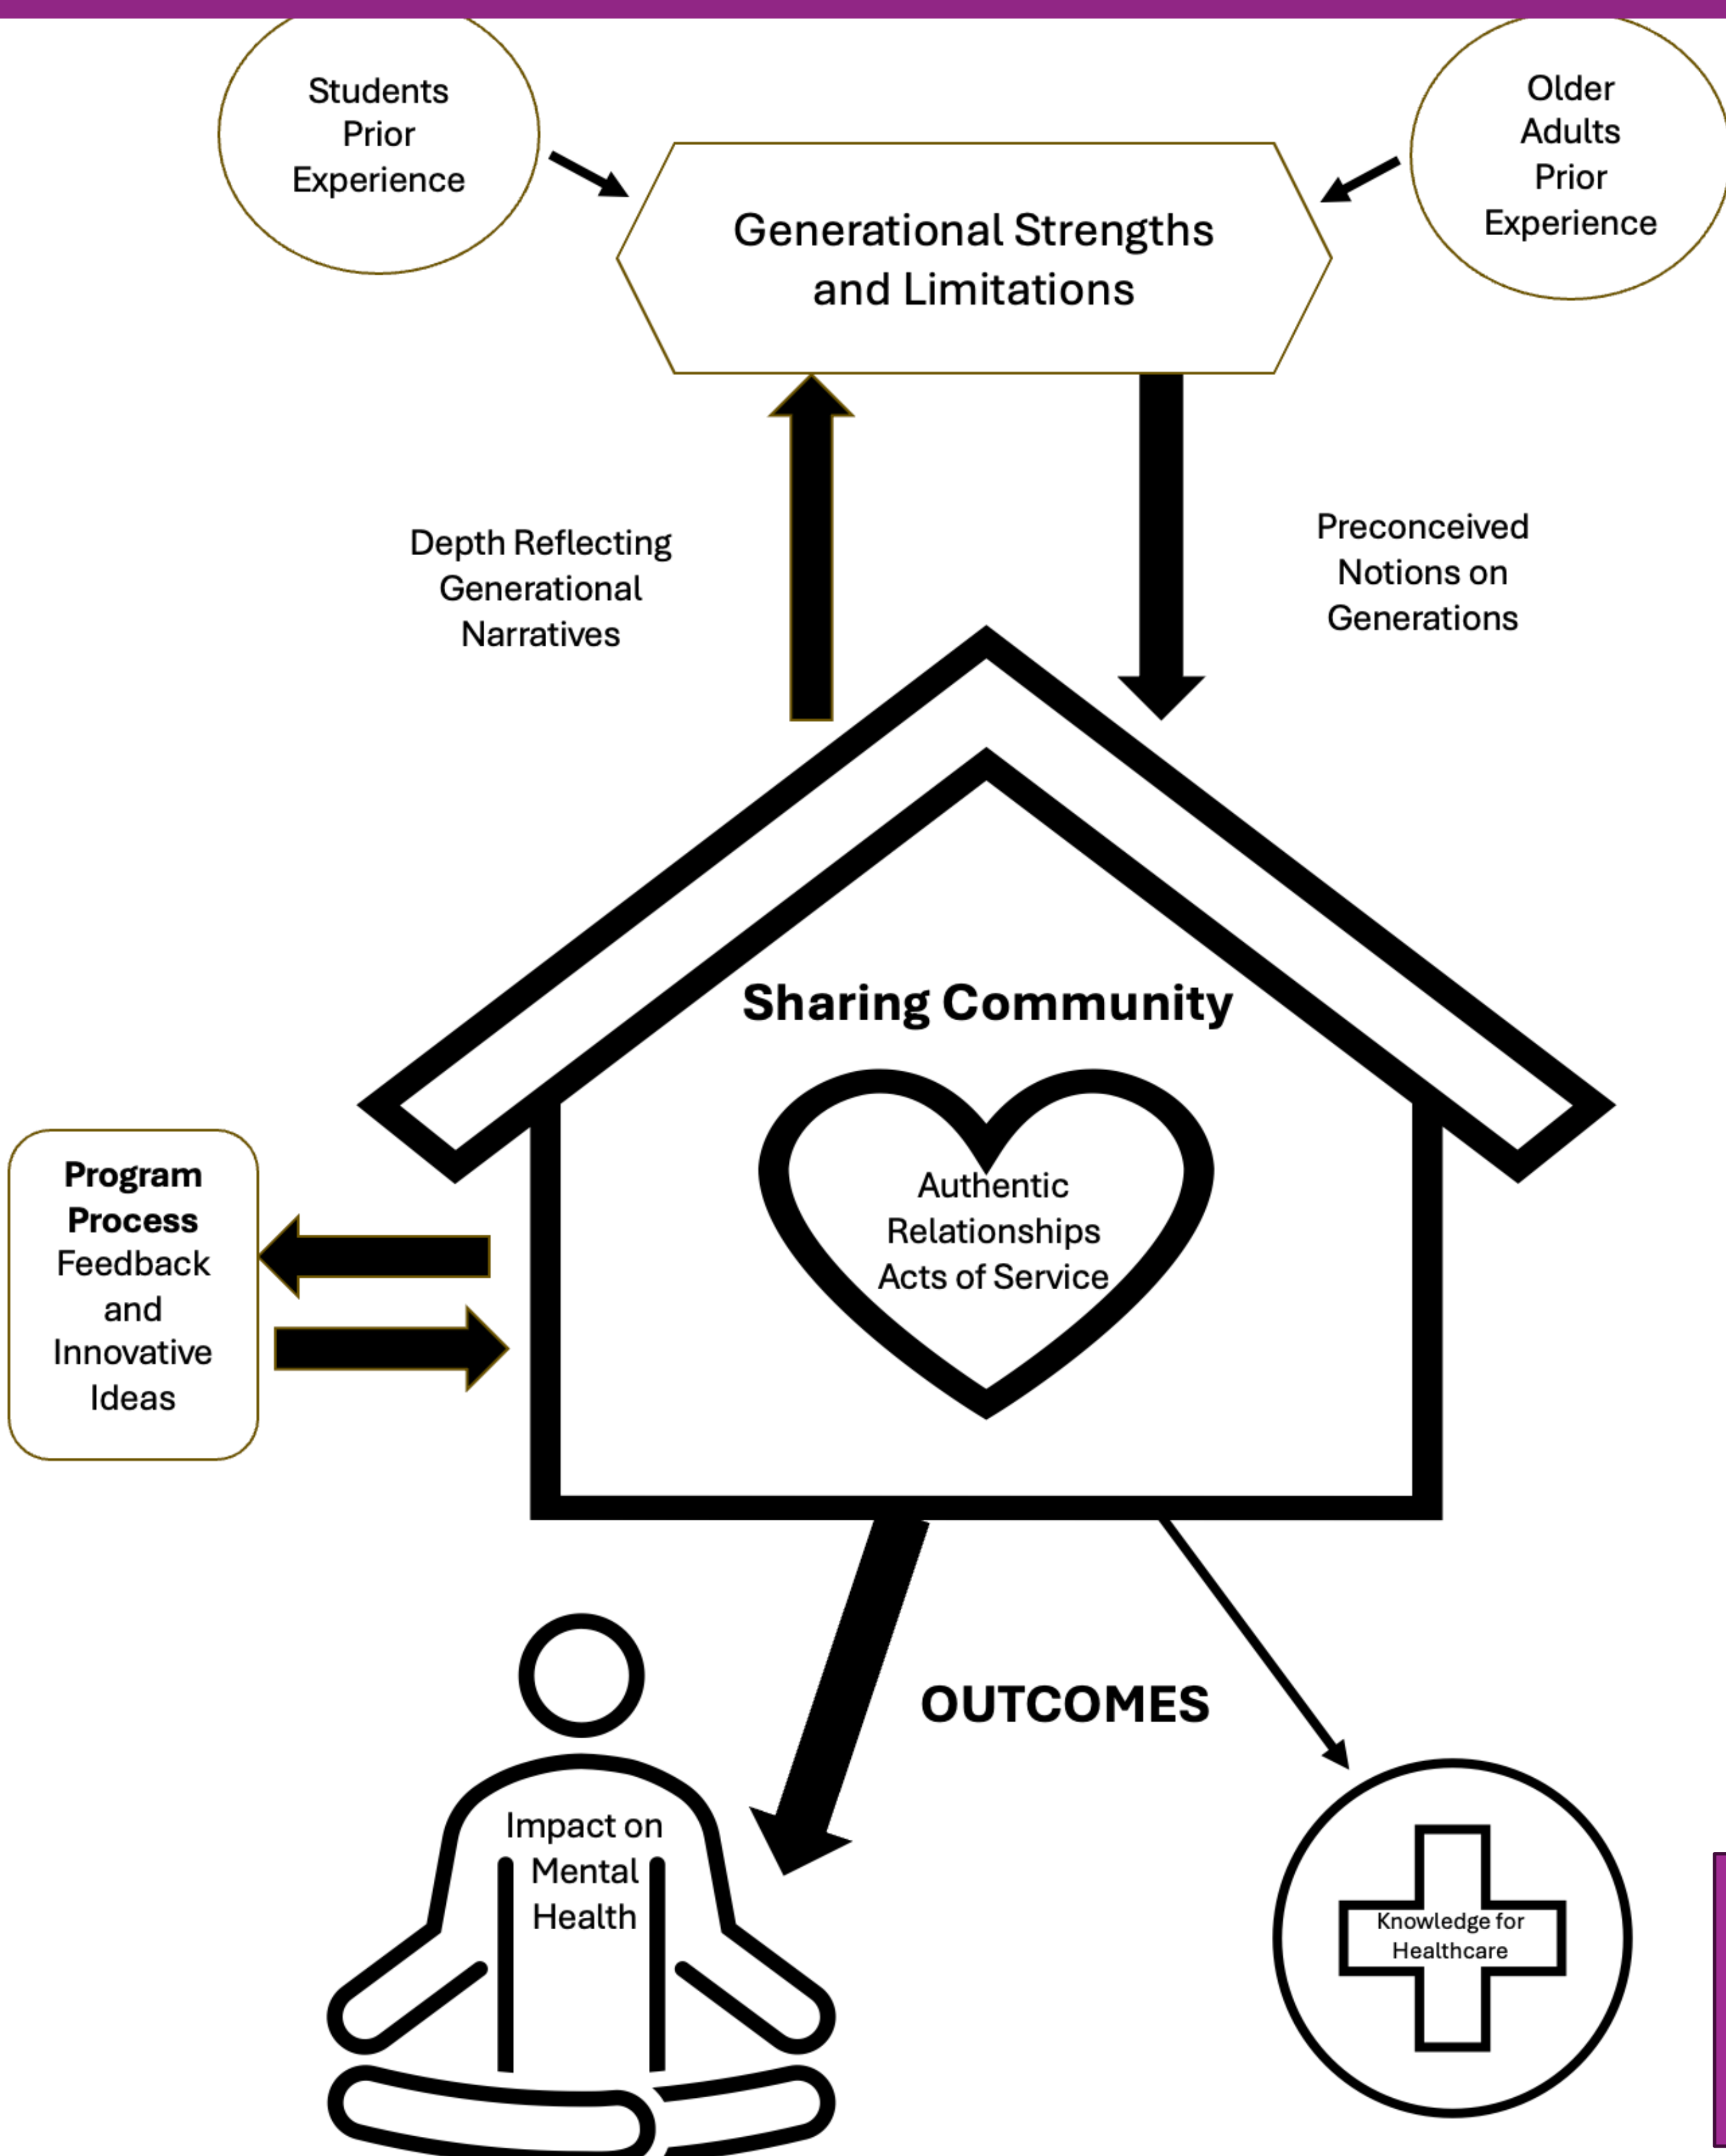 Students
Prior
Experience
Older
Adults
Prior
Experience
Generational Strengths
and Limitations
Depth Reflecting
Generational
Narratives
Preconceived
Notions on
Generations
Sharing Community
Authentic
Relationships
Acts of Service
Program
Process
Feedback
and
Innovative
Ideas
OUTCOMES
Impact on
Mental
Health
Knowledge for
Healthcare